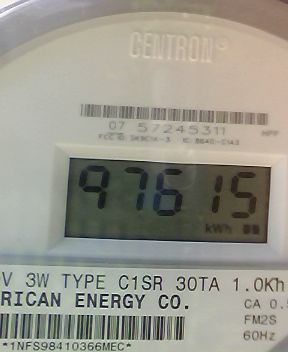 CENTRON®
07 57245311 HPP
97615
kWh
V 3W TYPE C1SR 30TA 1.0Kh
RICAN ENERGY CO.
CA 0.5
FM2S
60Hz
*1NFS98410366MEC*